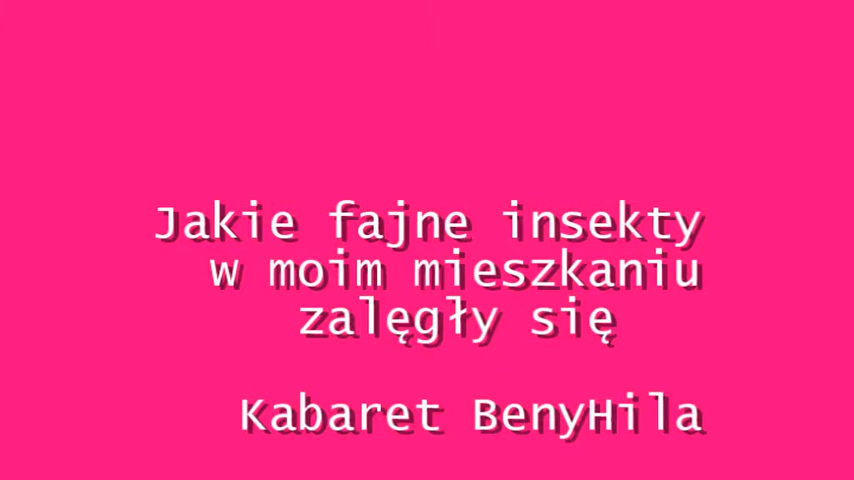 Jakie fajne insekty
w moim mieszkaniu
zalęgły się
Kabaret BenyHila